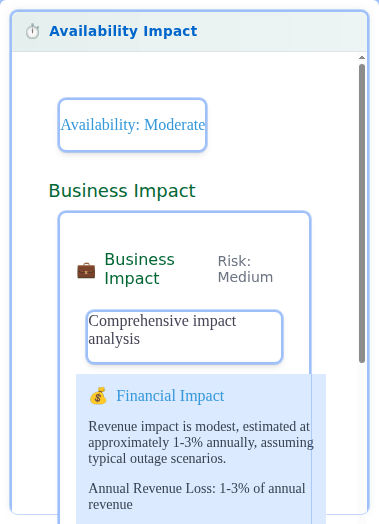 Availability Impact
Availability: Moderate
Business Impact
Business
Impact
Risk:
Medium
Comprehensive impact
analysis
Financial Impact
Revenue impact is modest, estimated at
approximately 1-3% annually, assuming
typical outage scenarios.
Annual Revenue Loss: 1-3% of annual
revenue